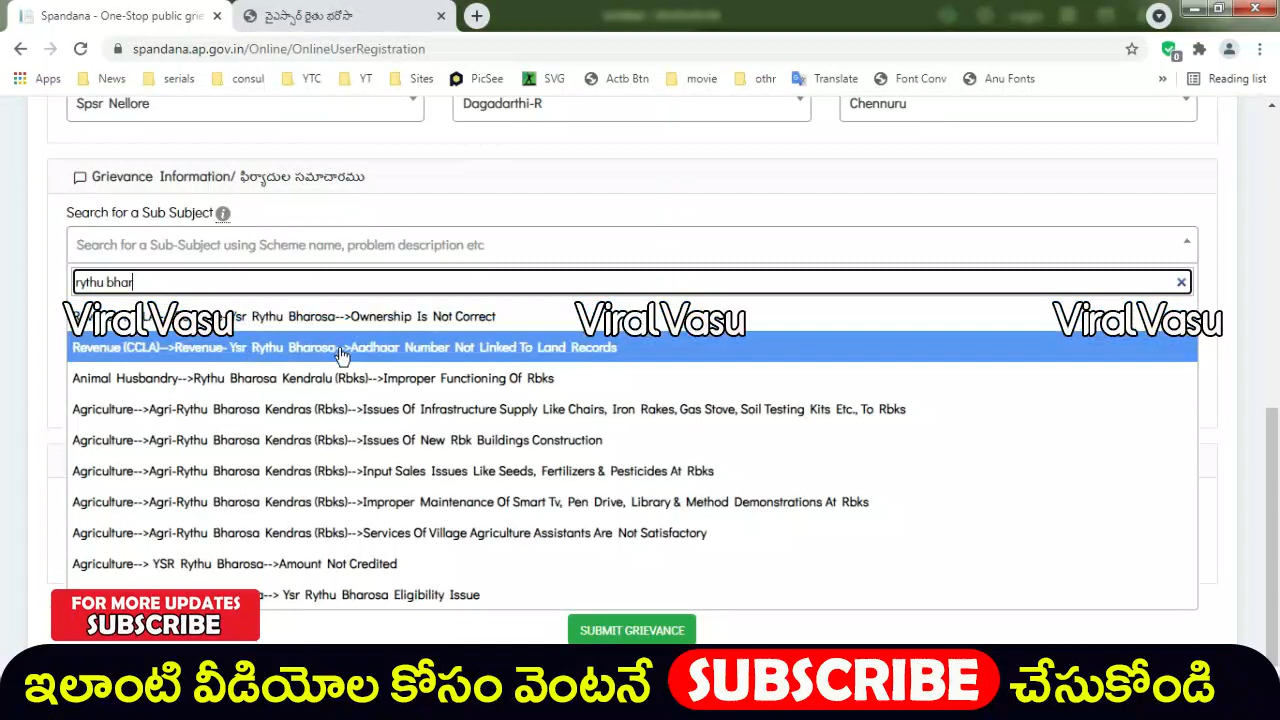 Spandana - One-Stop public grie
వైఎస్సార్ రైతు భరోసా
spandana.ap.gov.in/Online/OnlineUserRegistration
Apps News serials consul YTC YT Sites PicSee SVG Actb Btn movie othr Translate Font Conv Anu Fonts » Reading list
Spsr Nellore Dagadarthi-R Chennuru
Grievance Information/ ఫిర్యాదుల సమాచారము
Search for a Sub Subject
Search for a Sub-Subject using Scheme name, problem description etc
rythu bhar
Ysr Rythu Bharosa-->Ownership Is Not Correct
ViralVasu ViralVasu ViralVasu
Revenue (CCLA)-->Revenue- Ysr Rythu Bharosa-->Aadhaar Number Not Linked To Land Records
Animal Husbandry-->Rythu Bharosa Kendralu (Rbks)-->Improper Functioning Of Rbks
Agriculture-->Agri-Rythu Bharosa Kendras (Rbks)-->Issues Of Infrastructure Supply Like Chairs, Iron Rakes, Gas Stove, Soil Testing Kits Etc., To Rbks
Agriculture-->Agri-Rythu Bharosa Kendras (Rbks)-->Issues Of New Rbk Buildings Construction
Agriculture-->Agri-Rythu Bharosa Kendras (Rbks)-->Input Sales Issues Like Seeds, Fertilizers & Pesticides At Rbks
Agriculture-->Agri-Rythu Bharosa Kendras (Rbks)-->Improper Maintenance Of Smart Tv, Pen Drive, Library & Method Demonstrations At Rbks
Agriculture-->Agri-Rythu Bharosa Kendras (Rbks)-->Services Of Village Agriculture Assistants Are Not Satisfactory
Agriculture--> YSR Rythu Bharosa-->Amount Not Credited
--> Ysr Rythu Bharosa Eligibility Issue
FOR MORE UPDATES
SUBSCRIBE
SUBMIT GRIEVANCE
ఇలాంటి వీడియోల కోసం వెంటనే SUBSCRIBE చేసుకోండి